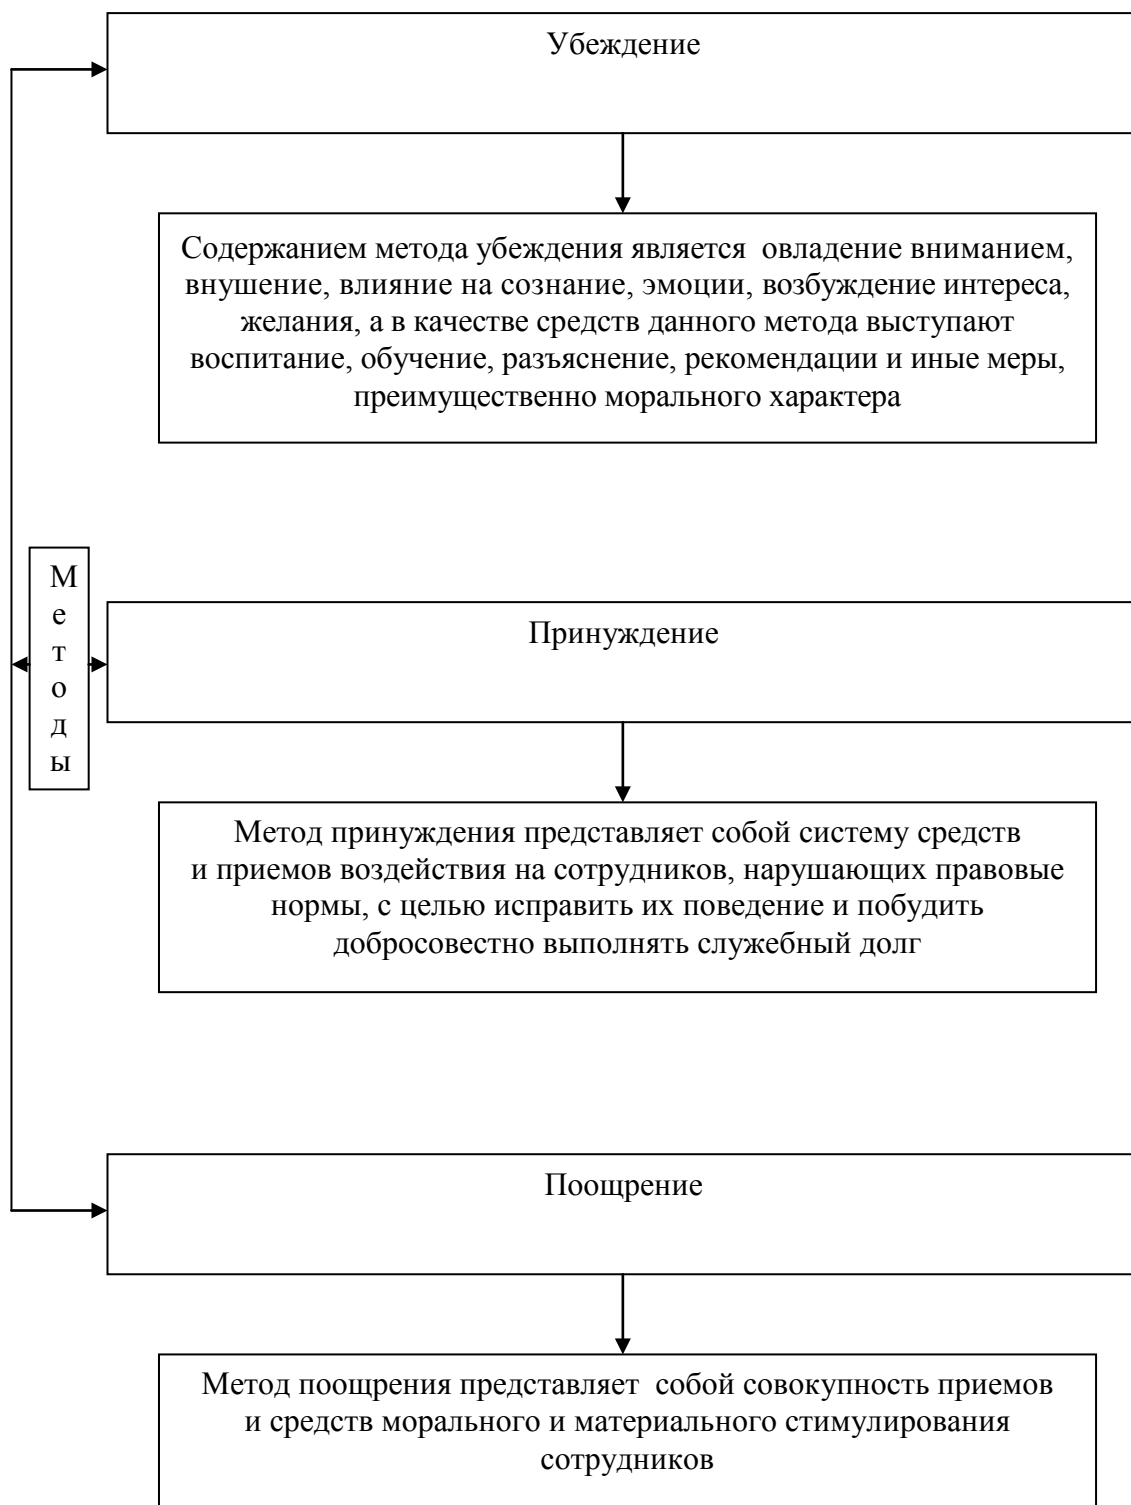 Убеждение
Содержанием метода убеждения является овладение вниманием,
внушение, влияние на сознание, эмоции, возбуждение интереса,
желания, а в качестве средств данного метода выступают
воспитание, обучение, разъяснение, рекомендации и иные меры,
преимущественно морального характера
М
е
т
о
д
ы
Принуждение
Метод принуждения представляет собой систему средств
и приемов воздействия на сотрудников, нарушающих правовые
нормы, с целью исправить их поведение и побудить
добросовестно выполнять служебный долг
Поощрение
Метод поощрения представляет собой совокупность приемов
и средств морального и материального стимулирования
сотрудников